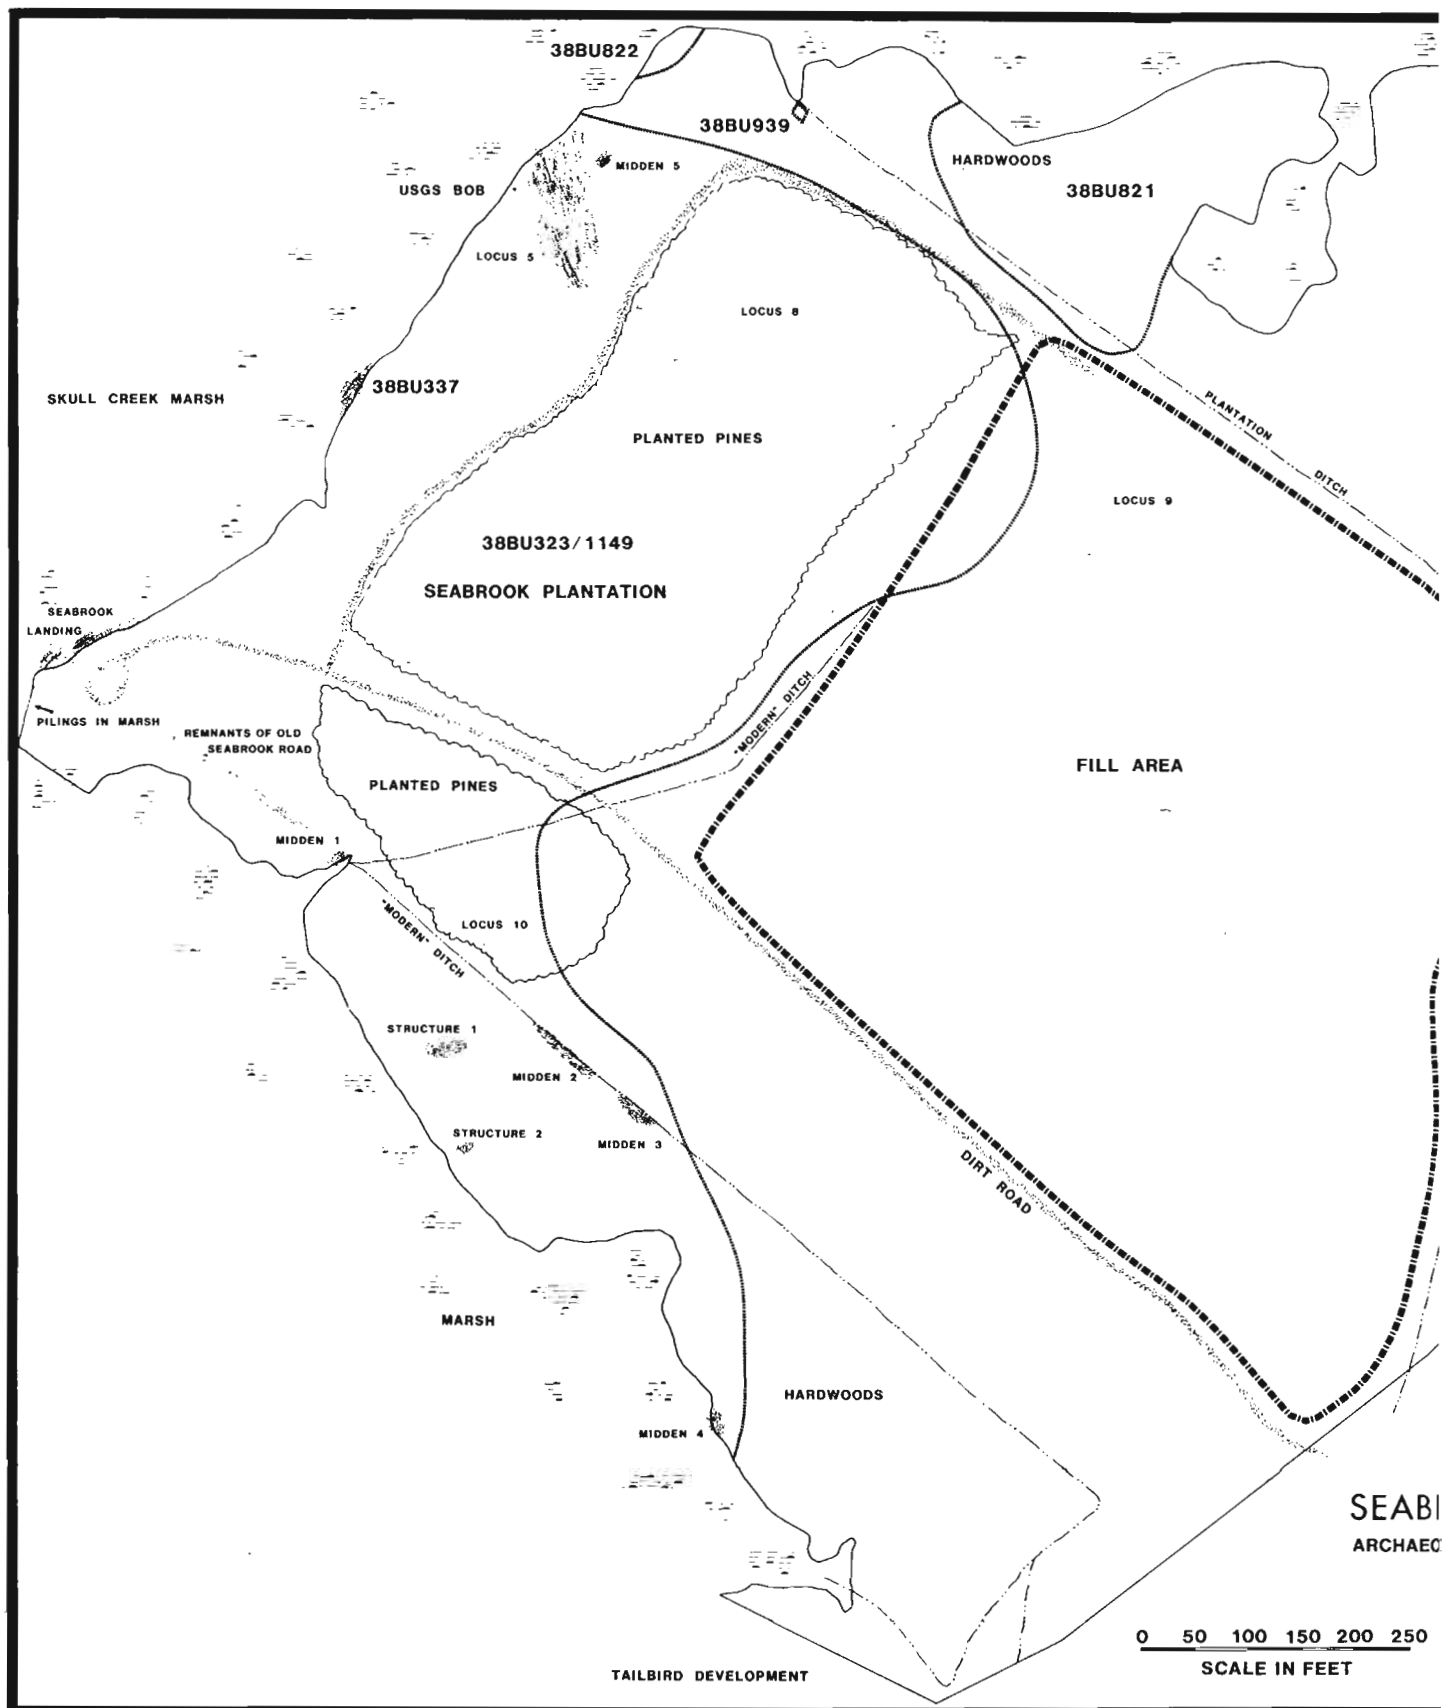 38BU822
38BU939
HARDWOODS
MIDDEN 5
38BU821
USGS BOB
LOCUS 5
LOCUS 8
38BU337
SKULL CREEK MARSH
PLANTATION
DITCH
PLANTED PINES
LOCUS 9
38BU323/1149
SEABROOK PLANTATION
SEABROOK
LANDING
"MODERN" DITCH
PILINGS IN MARSH
REMNANTS OF OLD
SEABROOK ROAD
FILL AREA
PLANTED PINES
MIDDEN 1
"MODERN" DITCH
LOCUS 10
STRUCTURE 1
MIDDEN 2
STRUCTURE 2
MIDDEN 3
DIRT ROAD
MARSH
HARDWOODS
MIDDEN 4
SEAB
ARCHAEO
0 50 100 150 200 250
SCALE IN FEET
TAILBIRD DEVELOPMENT